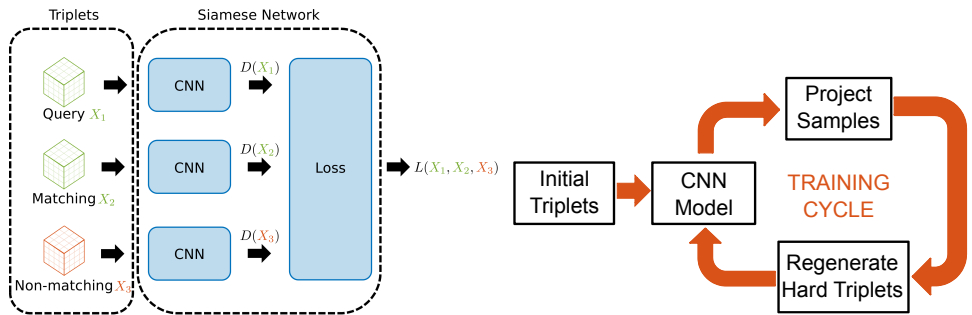 Triplets
Siamese Network
Query X₁
CNN
D(X₁)
Matching X₂
CNN
D(X₂)
Non-matching X₃
CNN
D(X₃)
Loss
L(X₁, X₂, X₃)
Initial
Triplets
CNN
Model
Project
Samples
TRAINING
CYCLE
Regenerate
Hard Triplets